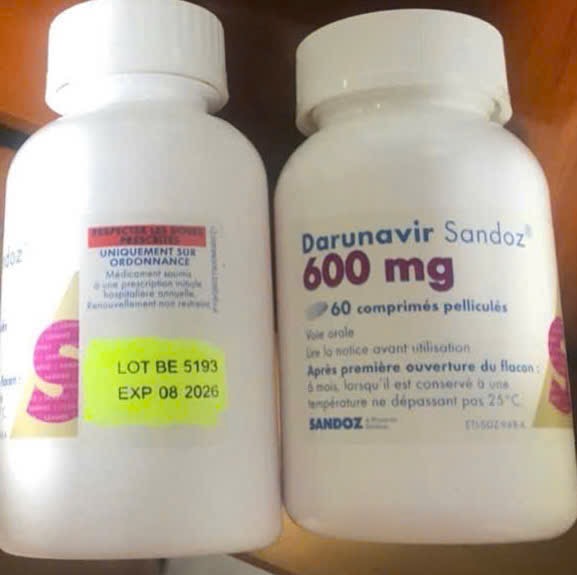 RESPECTER LES DOSES
PRESCRITES
UNIQUEMENT SUR
ORDONNANCE
Médicament soumis
à une prescription initiale
hospitalière annuelle.
Renouvellement non restreint
LOT BE 5193
EXP 08 2026
Darunavir Sandoz®
600 mg
60 comprimés pelliculés
Voie orale
Lire la notice avant utilisation
Après première ouverture du flacon :
6 mois, lorsqu'il est conservé à une
température ne dépassant pas 25°C.
SANDOZ